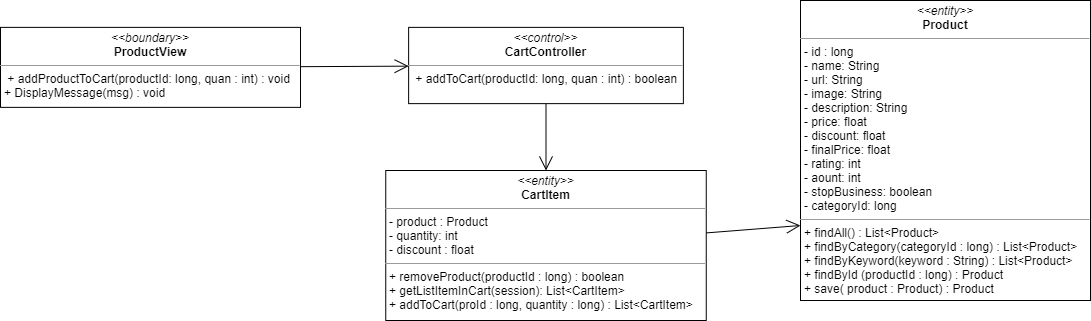 <<boundary>>
ProductView
+ addProductToCart(productId: long, quan : int) : void
+ DisplayMessage(msg) : void
<<control>>
CartController
+ addToCart(productId: long, quan : int) : boolean
<<entity>>
CartItem
- product : Product
- quantity: int
- discount : float
+ removeProduct(productId : long) : boolean
+ getListItemInCart(session): List<CartItem>
+ addToCart(proId : long, quantity : long) : List<CartItem>
<<entity>>
Product
- id : long
- name: String
- url: String
- image: String
- description: String
- price: float
- discount: float
- finalPrice: float
- rating: int
- aount: int
- stopBusiness: boolean
- categoryId: long
+ findAll() : List<Product>
+ findByCategory(categoryId : long) : List<Product>
+ findByKeyword(keyword : String) : List<Product>
+ findById (productId : long) : Product
+ save( product : Product) : Product